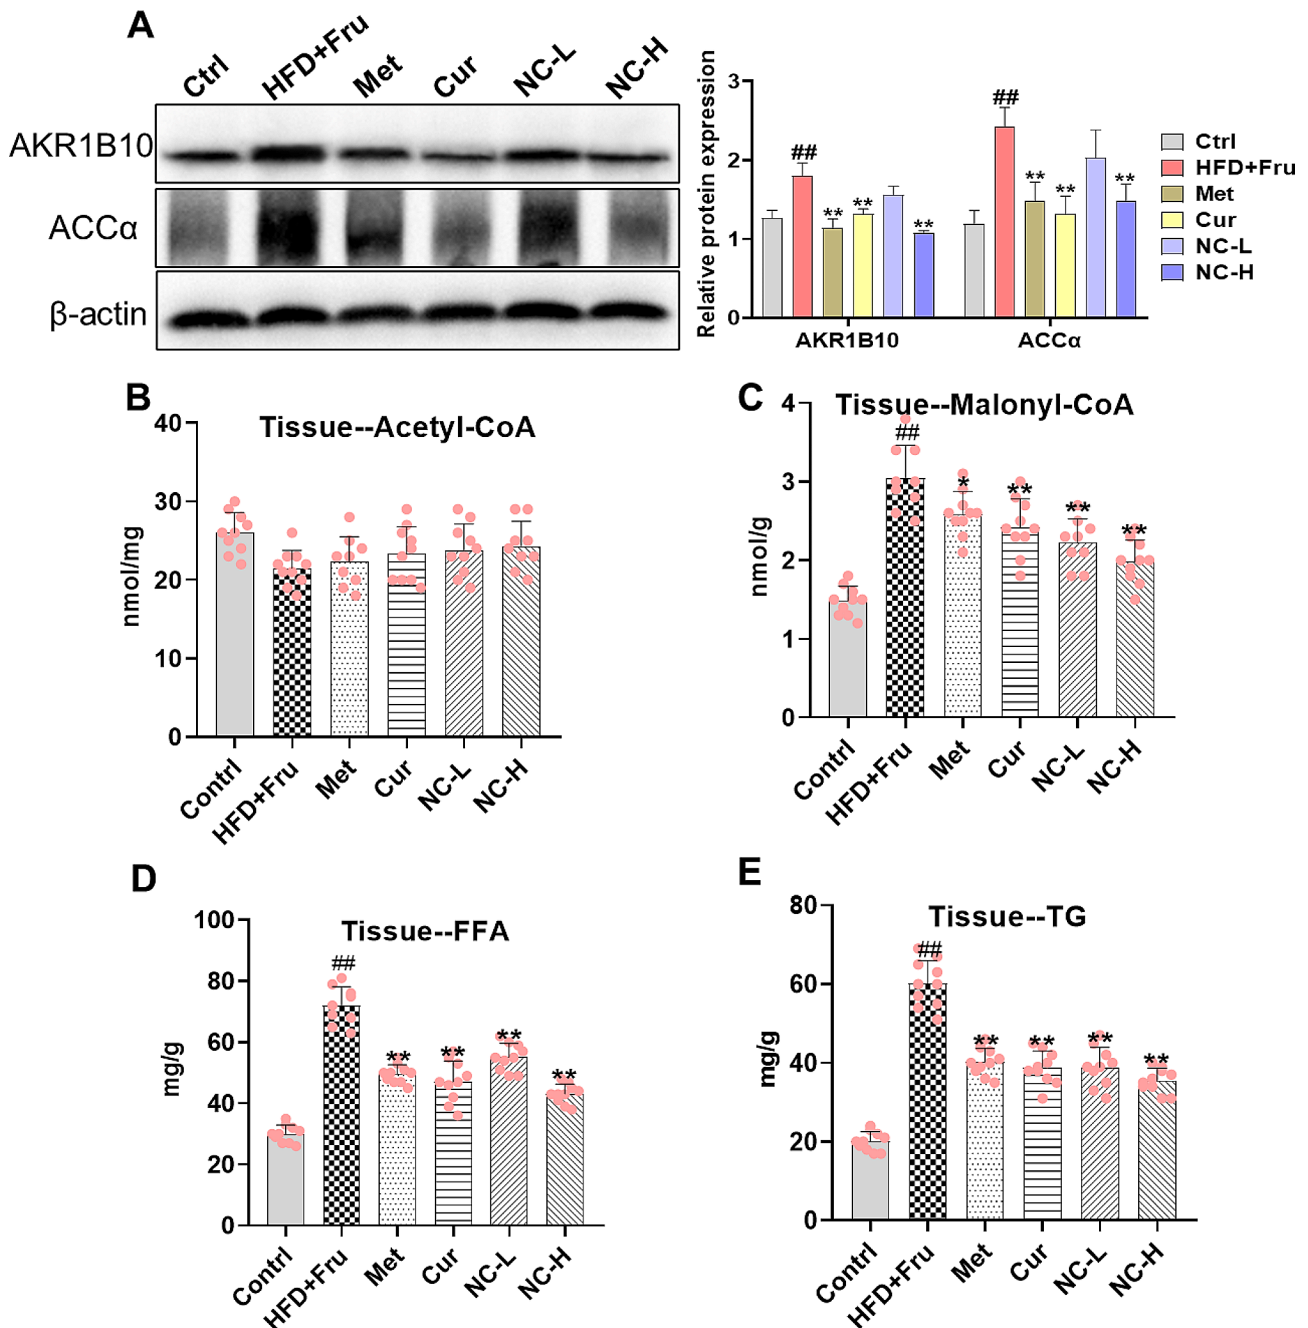 A
Ctrl
HFD+Fru
Met
Cur
NC-L
NC-H
AKR1B10
ACCα
β-actin
Relative protein expression
3
2
1
0
##
**
**
**
##
**
**
**
AKR1B10
ACCα
Ctrl
HFD+Fru
Met
Cur
NC-L
NC-H
B
Tissue--Acetyl-CoA
nmol/mg
40
30
20
10
0
Contrl
HFD+Fru
Met
Cur
NC-L
NC-H
C
Tissue--Malonyl-CoA
nmol/g
4
3
2
1
0
##
*
**
**
**
Contrl
HFD+Fru
Met
Cur
NC-L
NC-H
D
Tissue--FFA
mg/g
100
80
60
40
20
0
##
**
**
**
**
Contrl
HFD+Fru
Met
Cur
NC-L
NC-H
E
Tissue--TG
mg/g
80
60
40
20
0
##
**
**
**
**
Contrl
HFD+Fru
Met
Cur
NC-L
NC-H